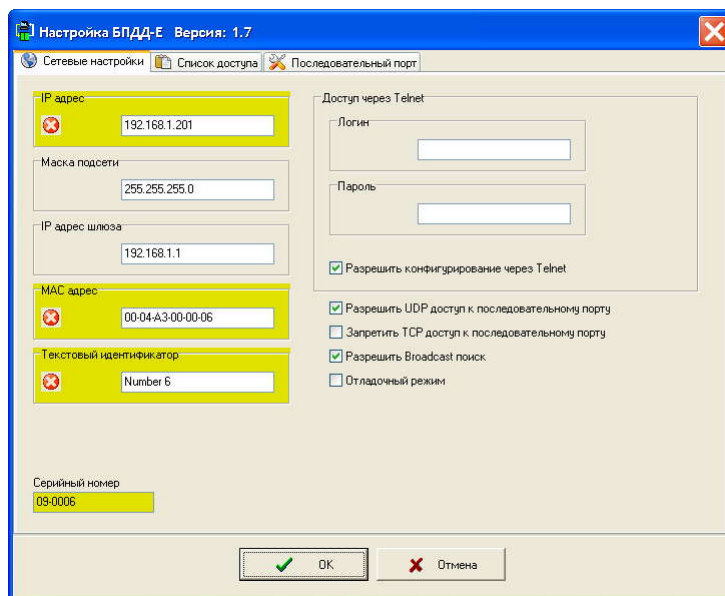 Настройка БПДД-Е Версия: 1.7
Сетевые настройки
Список доступа
Последовательный порт
IP адрес
192.168.1.201
Маска подсети
255.255.255.0
IP адрес шлюза
192.168.1.1
MAC адрес
00-04-A3-00-00-06
Текстовый идентификатор
Number 6
Серийный номер
09-0006
Доступ через Telnet
Логин
Пароль
Разрешить конфигурирование через Telnet
Разрешить UDP доступ к последовательному порту
Запретить TCP доступ к последовательному порту
Разрешить Broadcast поиск
Отладочный режим
OK
Отмена